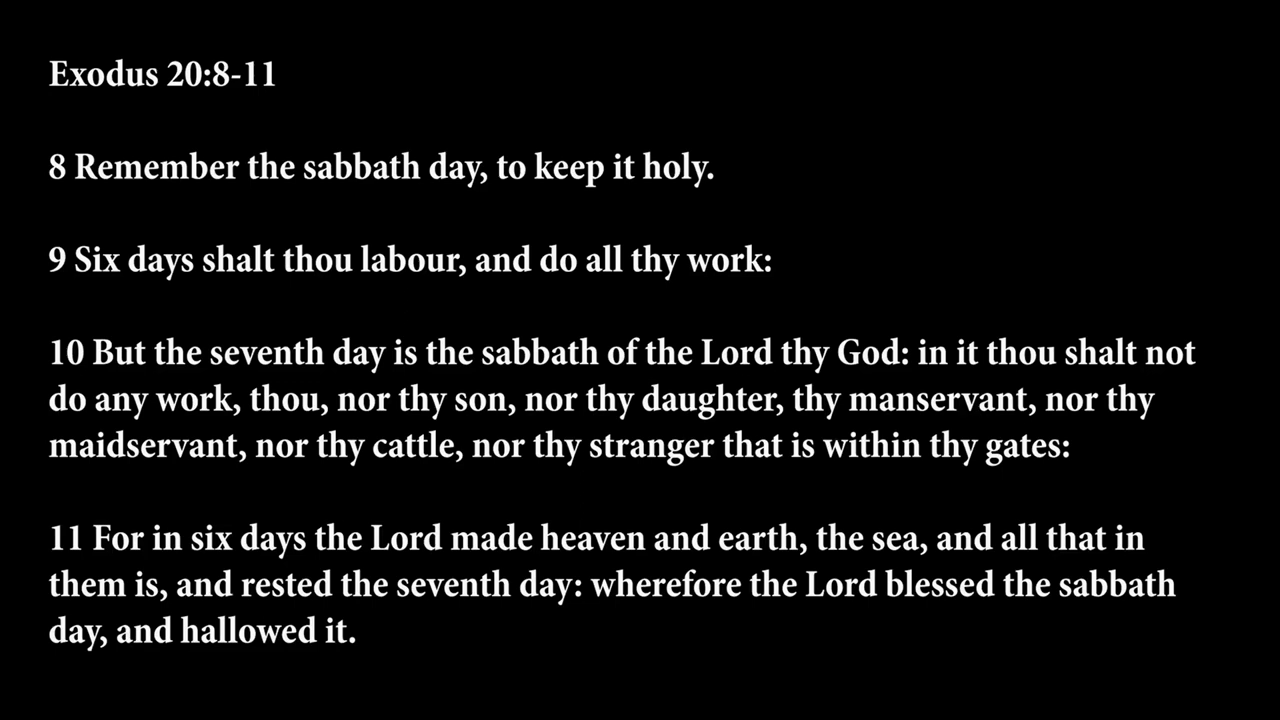 Exodus 20:8-11
8 Remember the sabbath day, to keep it holy.
9 Six days shalt thou labour, and do all thy work:
10 But the seventh day is the sabbath of the Lord thy God: in it thou shalt not
do any work, thou, nor thy son, nor thy daughter, thy manservant, nor thy
maidservant, nor thy cattle, nor thy stranger that is within thy gates:
11 For in six days the Lord made heaven and earth, the sea, and all that in
them is, and rested the seventh day: wherefore the Lord blessed the sabbath
day, and hallowed it.